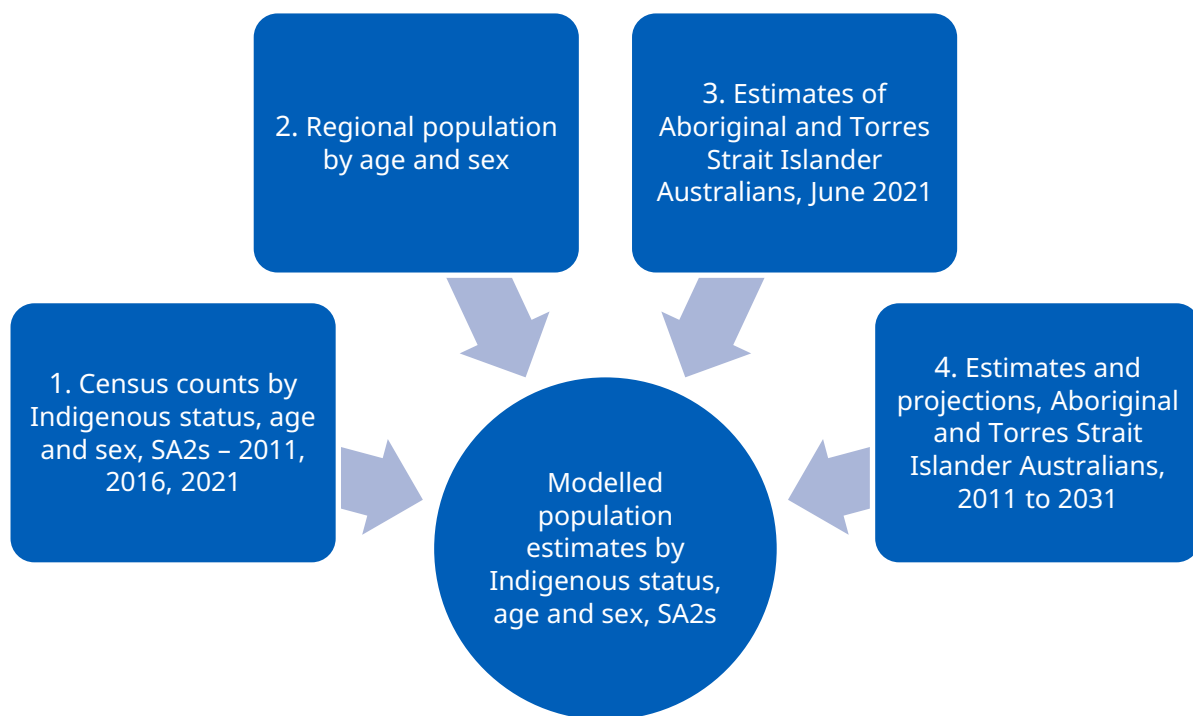 1. Census counts by
Indigenous status, age
and sex, SA2s – 2011,
2016, 2021
2. Regional population
by age and sex
3. Estimates of
Aboriginal and Torres
Strait Islander
Australians, June 2021
4. Estimates and
projections, Aboriginal
and Torres Strait
Islander Australians,
2011 to 2031
Modelled
population
estimates by
Indigenous status,
age and sex, SA2s